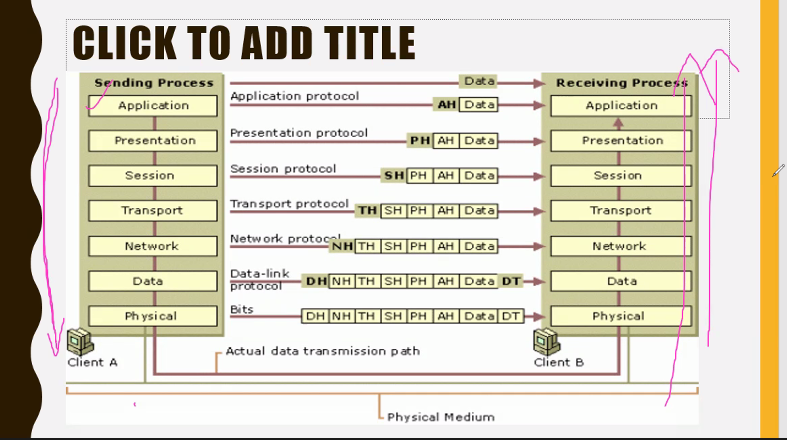 CLICK TO ADD TITLE
Sending Process
Data
Receiving Process
Application
Application protocol
AH Data
Application
Presentation
Presentation protocol
PH AH Data
Presentation
Session
Session protocol
SH PH AH Data
Session
Transport
Transport protocol
TH SH PH AH Data
Transport
Network
Network protocol
NH TH SH PH AH Data
Network
Data
Data-link
protocol
DH NH TH SH PH AH Data DT
Data
Physical
Bits
DH NH TH SH PH AH Data DT
Physical
Client A
Actual data transmission path
Client B
Physical Medium